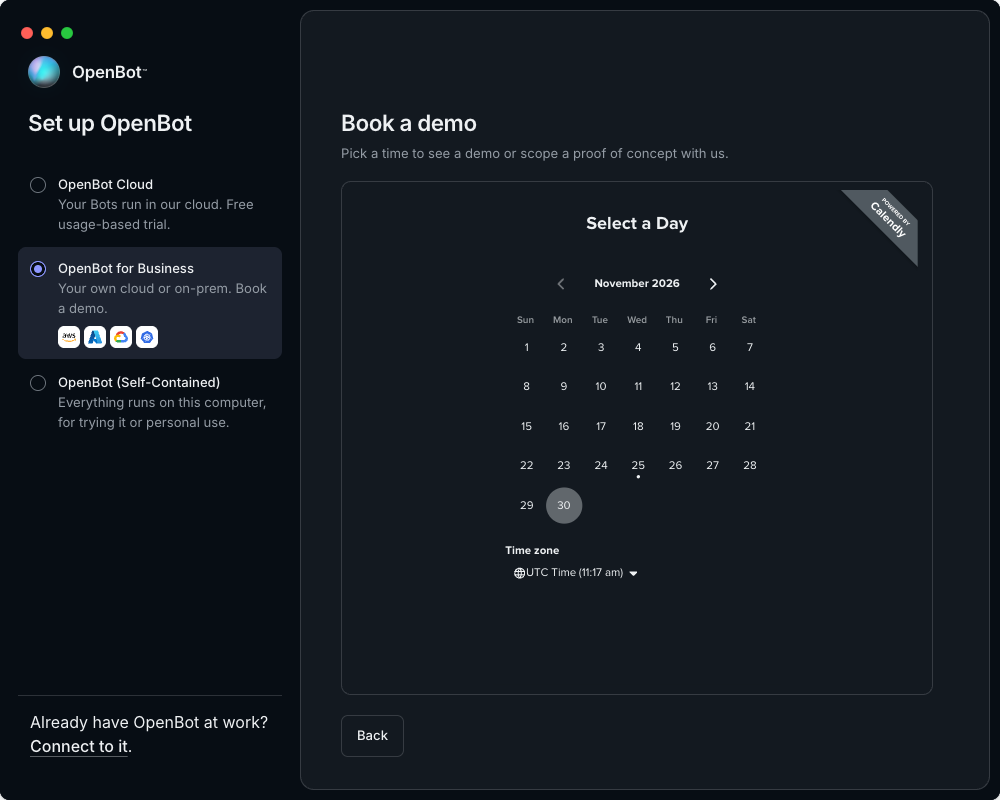 OpenBot™
Set up OpenBot
OpenBot Cloud
Your Bots run in our cloud. Free
usage-based trial.
OpenBot for Business
Your own cloud or on-prem. Book
a demo.
aws
OpenBot (Self-Contained)
Everything runs on this computer,
for trying it or personal use.
Already have OpenBot at work?
Connect to it.
Book a demo
Pick a time to see a demo or scope a proof of concept with us.
POWERED BY
Calendly
Select a Day
November 2026
Sun Mon Tue Wed Thu Fri Sat
1 2 3 4 5 6 7
8 9 10 11 12 13 14
15 16 17 18 19 20 21
22 23 24 25 26 27 28
29 30
Time zone
UTC Time (11:17 am)
Back